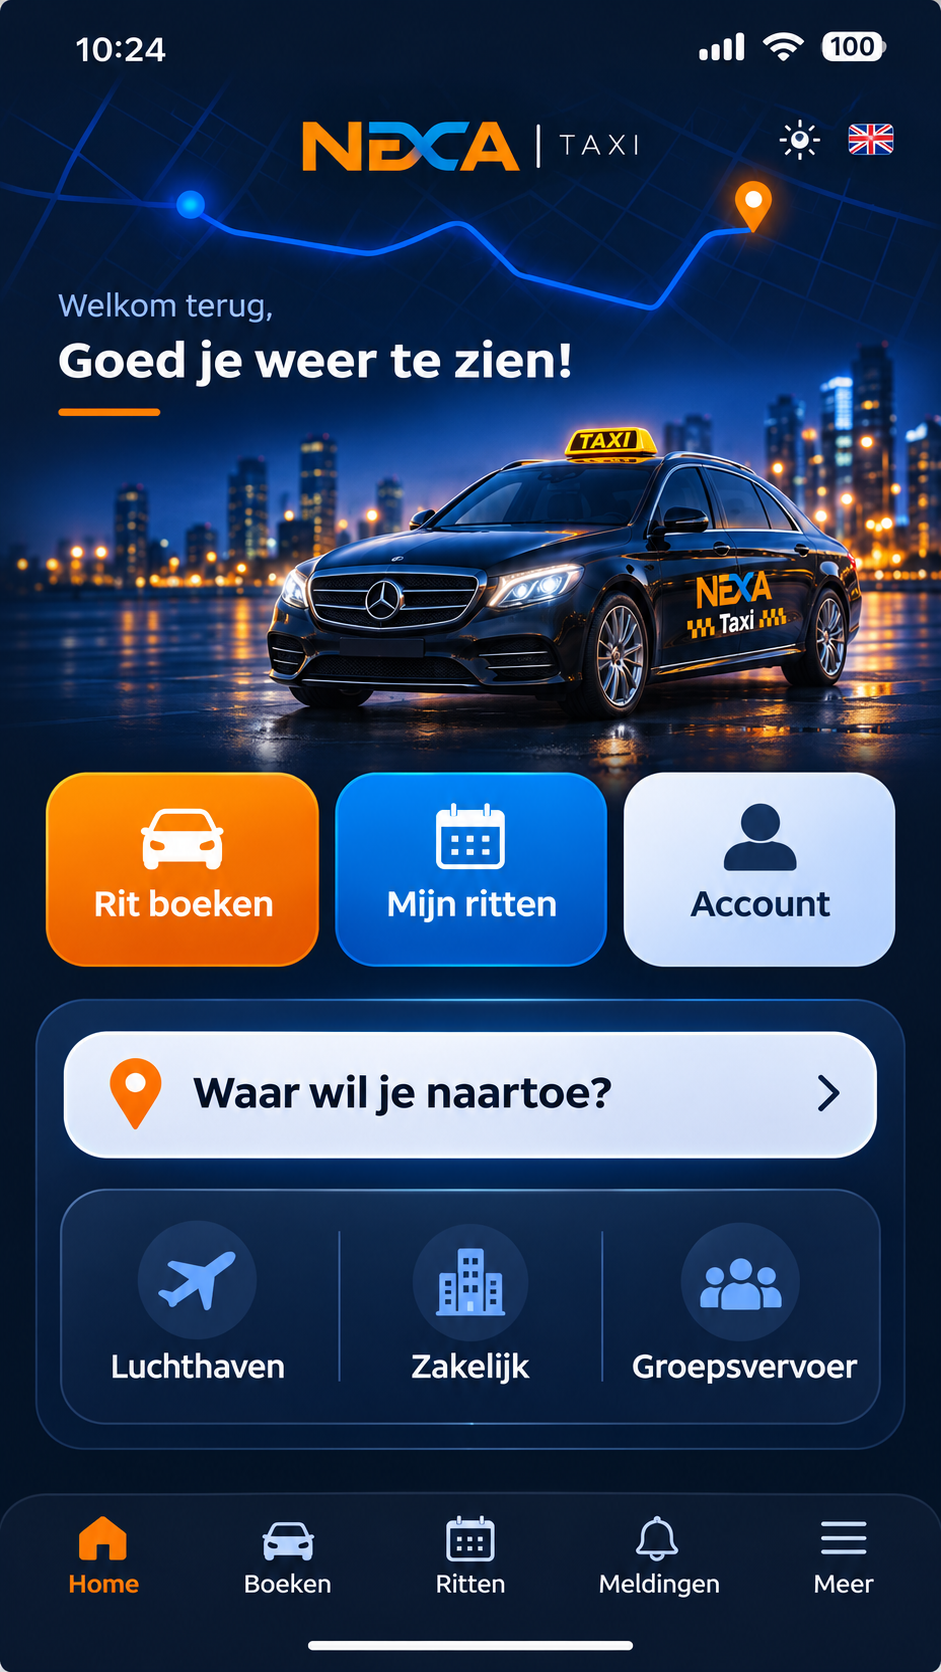 10:24
100
NEXA | TAXI
Welkom terug,
Goed je weer te zien!
TAXI
NEXA
Taxi
Rit boeken
Mijn ritten
Account
Waar wil je naartoe?
Luchthaven
Zakelijk
Groepsvervoer
Home
Boeken
Ritten
Meldingen
Meer